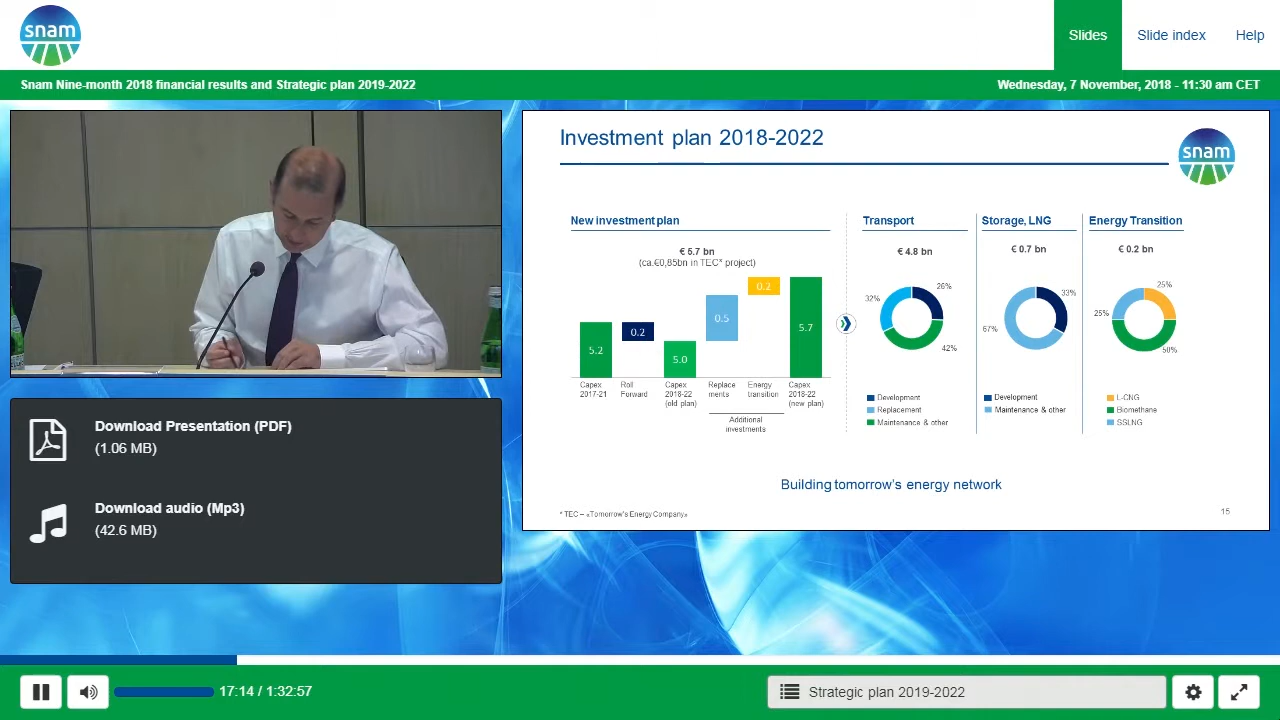 snam
Slides
Slide index
Help
Snam Nine-month 2018 financial results and Strategic plan 2019-2022
Wednesday, 7 November, 2018 - 11:30 am CET
Download Presentation (PDF)
(1.06 MB)
Download audio (Mp3)
(42.6 MB)
Investment plan 2018-2022
snam
New investment plan
€ 5.7 bn
(ca.€0,85bn in TEC* project)
5.2
0.2
5.0
0.5
0.2
5.7
Capex
2017-21
Roll
Forward
Capex
2018-22
(old plan)
Replace
ments
Energy
transition
Capex
2018-22
(new plan)
Additional
investments
Transport
€ 4.8 bn
32%
26%
42%
Development
Replacement
Maintenance & other
Storage, LNG
€ 0.7 bn
33%
67%
Development
Maintenance & other
Energy Transition
€ 0.2 bn
25%
25%
50%
L-CNG
Biomethane
SSLNG
Building tomorrow's energy network
* TEC – «Tomorrow's Energy Company»
15
17:14 / 1:32:57
Strategic plan 2019-2022